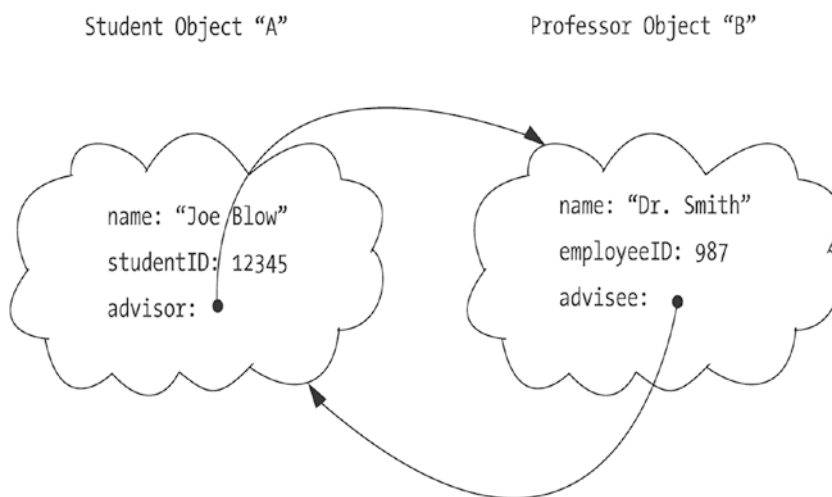 Student Object “A”
Professor Object “B”
name: “Joe Blow”
studentID: 12345
advisor:
name: “Dr. Smith”
employeeID: 987
advisee: